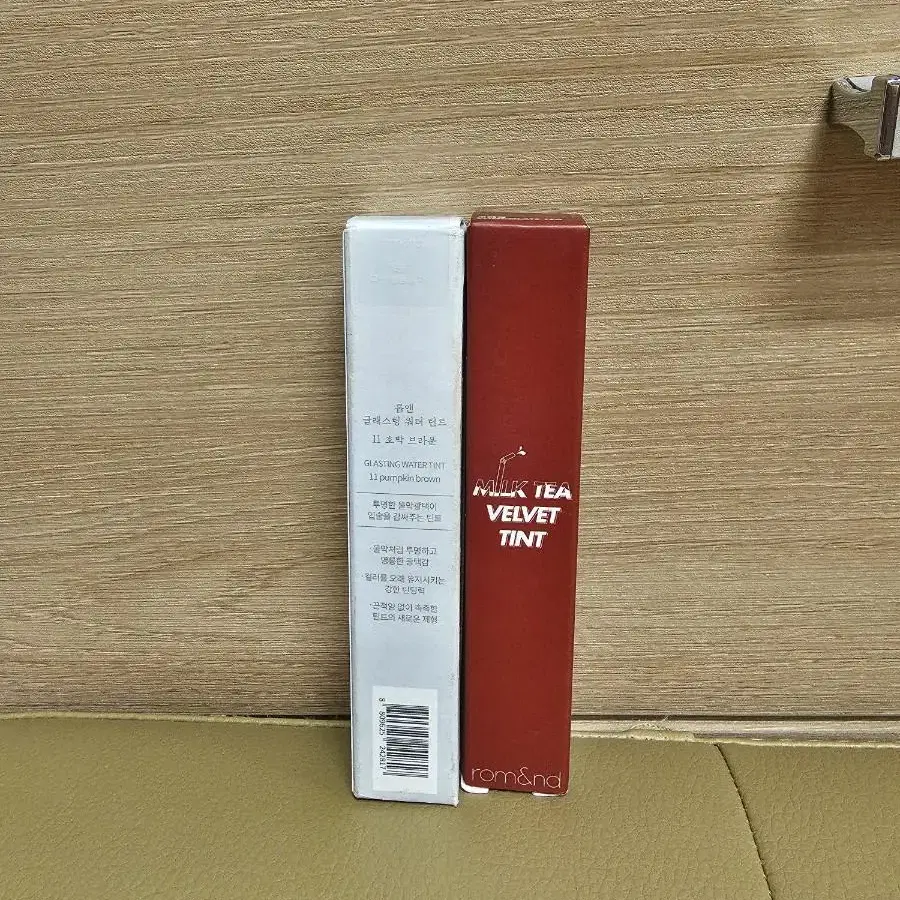 롬앤
글래스팅 워터 틴트
11 호박 브라운
GLASTING WATER TINT
11 pumpkin brown
투명한 물막광택이
입술을 감싸주는 틴트
·물막처럼 투명하고
영롱한 광택감
·컬러를 오래 유지시키는
강한 틴팅력
·끈적임 없이 촉촉한
틴트의 새로운 제형
8 809625 242817
MILK TEA
VELVET
TINT
rom&nd